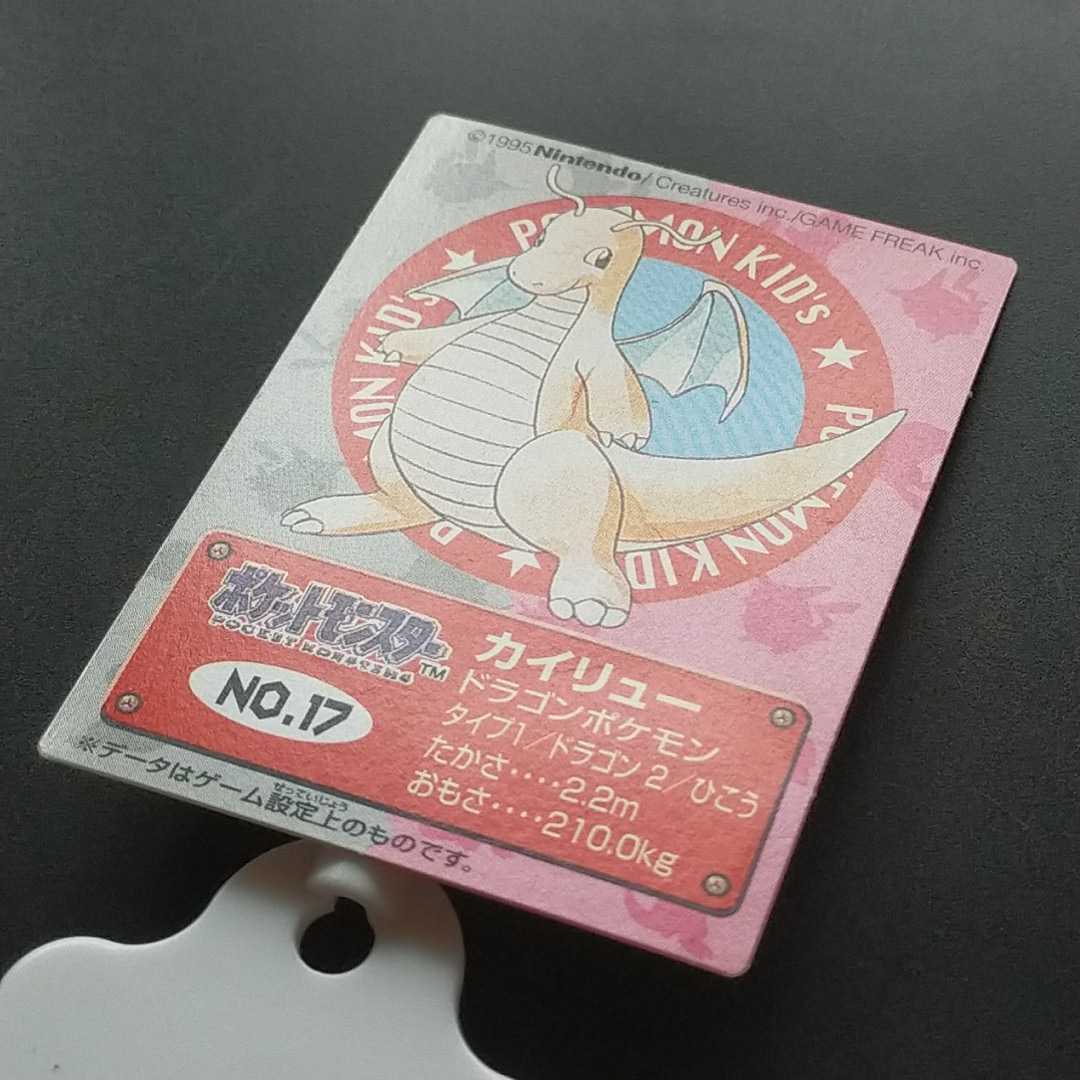 ©1995 Nintendo/Creatures inc./GAME FREAK inc.
POKEMON KID's ★ POKEMON KID's ★ POKEMON KID's ★
ポケットモンスター
POCKET MONSTERS TM
NO.17
カイリュー
ドラゴンポケモン
タイプ1/ドラゴン 2/ひこう
たかさ‥‥2.2m
おもさ‥‥210.0kg
せっていじょう
※データはゲーム設定上のものです。